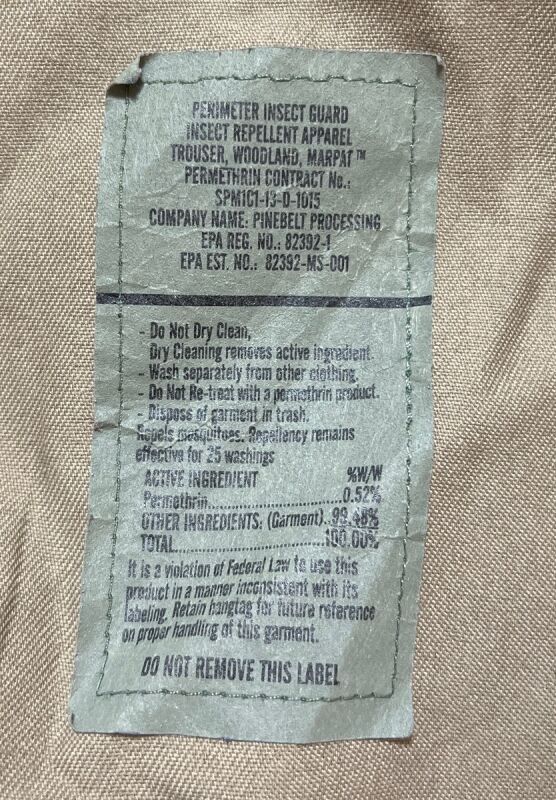 PERIMETER INSECT GUARD
INSECT REPELLENT APPAREL
TROUSER, WOODLAND, MARPAT™
PERMETHRIN CONTRACT No.:
SPM1C1-13-D-1015
COMPANY NAME: PINEBELT PROCESSING
EPA REG. NO.: 82392-1
EPA EST. NO.: 82392-MS-001
- Do Not Dry Clean,
Dry Cleaning removes active ingredient.
- Wash separately from other clothing.
- Do Not Re-treat with a permethrin product.
- Dispose of garment in trash.
Repels mosquitoes. Repellency remains
effective for 25 washings
ACTIVE INGREDIENT %W/W
Permethrin..............................0.52%
OTHER INGREDIENTS: (Garment)..99.48%
TOTAL.................................100.00%
It is a violation of Federal Law to use this
product in a manner inconsistent with its
labeling. Retain hangtag for future reference
on proper handling of this garment.
DO NOT REMOVE THIS LABEL